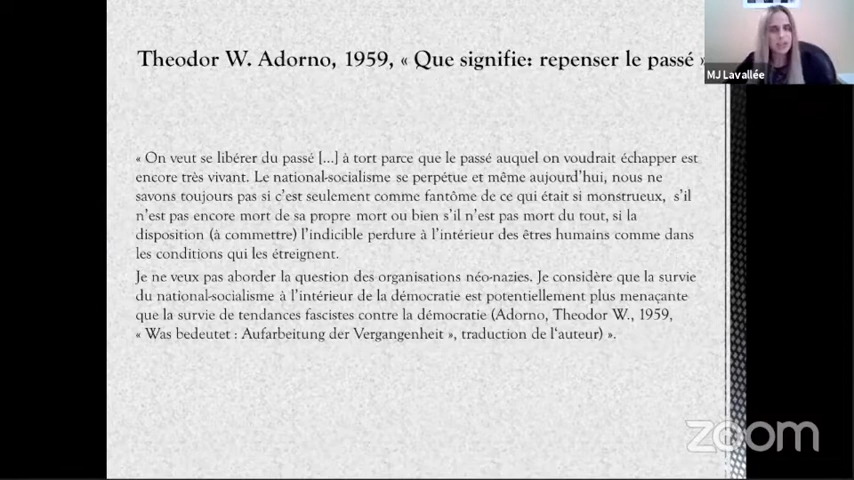 Theodor W. Adorno, 1959, « Que signifie: repenser le passé »
MJ Lavallée
« On veut se libérer du passé [...] à tort parce que le passé auquel on voudrait échapper est
encore très vivant. Le national-socialisme se perpétue et même aujourd'hui, nous ne
savons toujours pas si c'est seulement comme fantôme de ce qui était si monstrueux, s'il
n'est pas encore mort de sa propre mort ou bien s'il n'est pas mort du tout, si la
disposition (à commettre) l'indicible perdure à l'intérieur des êtres humains comme dans
les conditions qui les étreignent.
Je ne veux pas aborder la question des organisations néo-nazies. Je considère que la survie
du national-socialisme à l'intérieur de la démocratie est potentiellement plus menaçante
que la survie de tendances fascistes contre la démocratie (Adorno, Theodor W., 1959,
« Was bedeutet : Aufarbeitung der Vergangenheit », traduction de l'auteur) ».
zoom